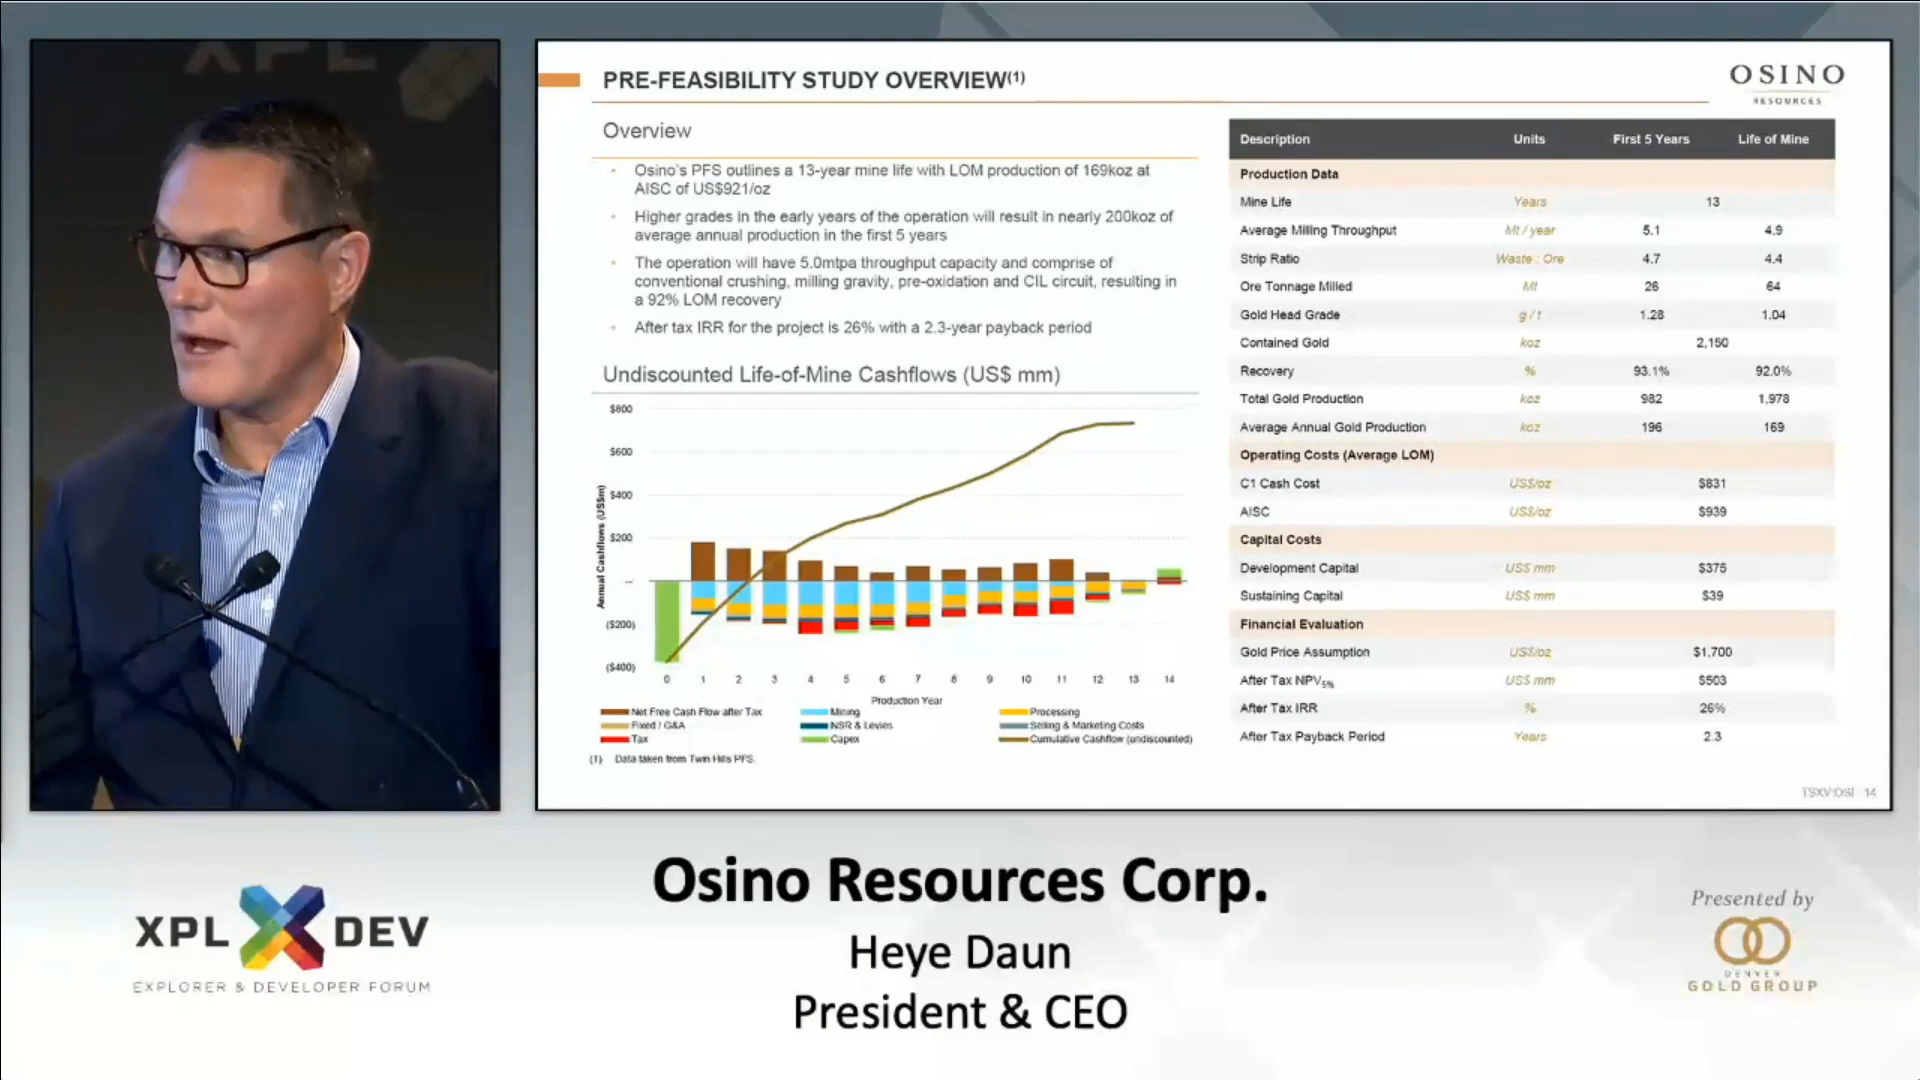 XPL
PRE-FEASIBILITY STUDY OVERVIEW(1)
OSINO
RESOURCES
Overview
• Osino's PFS outlines a 13-year mine life with LOM production of 169koz at
AISC of US$921/oz
• Higher grades in the early years of the operation will result in nearly 200koz of
average annual production in the first 5 years
• The operation will have 5.0mtpa throughput capacity and comprise of
conventional crushing, milling gravity, pre-oxidation and CIL circuit, resulting in
a 92% LOM recovery
• After tax IRR for the project is 26% with a 2.3-year payback period
Undiscounted Life-of-Mine Cashflows (US$ mm)
Annual Cashflows (US$m)
$800
$600
$400
$200
--
($200)
($400)
0 1 2 3 4 5 6 7 8 9 10 11 12 13 14
Production Year
Net Free Cash Flow after Tax Mining Processing
Fixed / G&A NSR & Levies Selling & Marketing Costs
Tax Capex Cumulative Cashflow (undiscounted)
(1) Data taken from Twin Hills PFS.
Description Units First 5 Years Life of Mine
Production Data
Mine Life Years 13
Average Milling Throughput Mt / year 5.1 4.9
Strip Ratio Waste : Ore 4.7 4.4
Ore Tonnage Milled Mt 26 64
Gold Head Grade g / t 1.28 1.04
Contained Gold koz 2,150
Recovery % 93.1% 92.0%
Total Gold Production koz 982 1,978
Average Annual Gold Production koz 196 169
Operating Costs (Average LOM)
C1 Cash Cost US$/oz $831
AISC US$/oz $939
Capital Costs
Development Capital US$ mm $375
Sustaining Capital US$ mm $39
Financial Evaluation
Gold Price Assumption US$/oz $1,700
After Tax NPV5% US$ mm $503
After Tax IRR % 26%
After Tax Payback Period Years 2.3
TSXV:OSI 14
Osino Resources Corp.
Heye Daun
President & CEO
XPL DEV
EXPLORER & DEVELOPER FORUM
Presented by
DENVER
GOLD GROUP